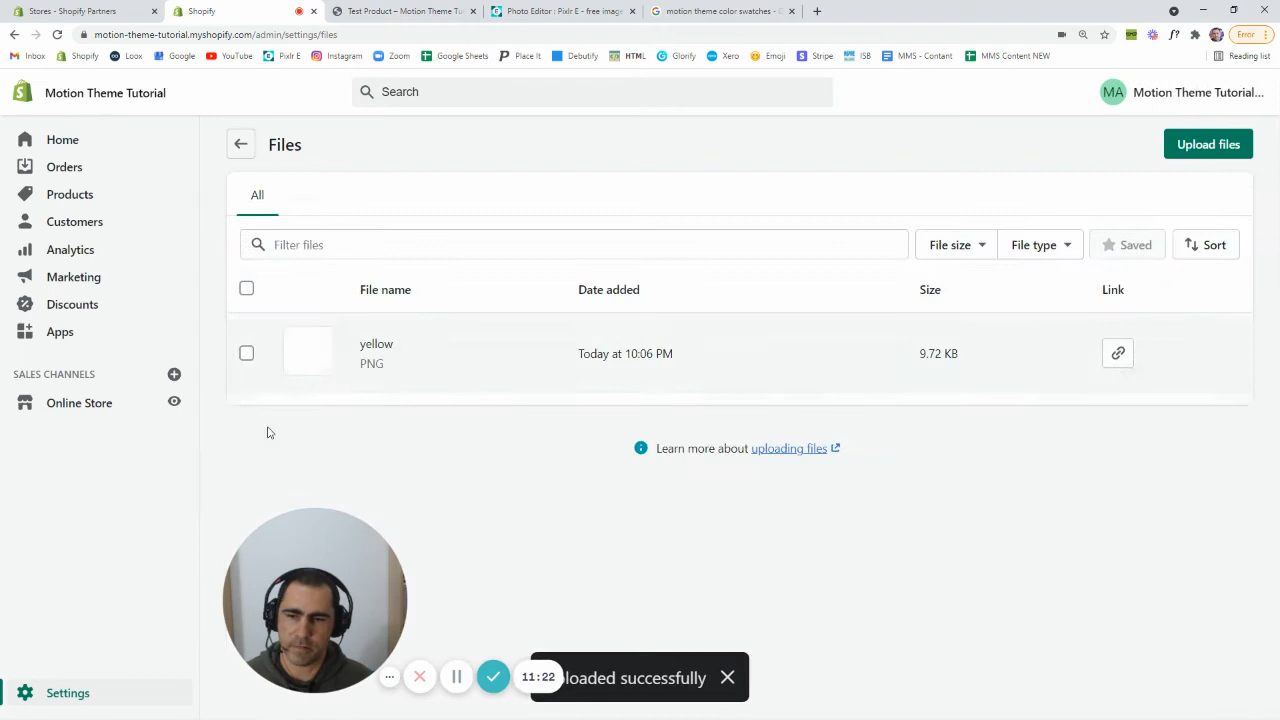 Stores - Shopify Partners
Shopify
Test Product – Motion Theme Tu
Photo Editor : Pixlr E - free imag
motion theme color swatches - G
motion-theme-tutorial.myshopify.com/admin/settings/files
Error
Inbox
Shopify
Loox
Google
YouTube
Pixlr E
Instagram
Zoom
Google Sheets
Place It
Debutify
HTML
Glorify
Xero
Emoji
Stripe
ISB
MMS - Contant
MMS Content NEW
Reading list
Motion Theme Tutorial
Search
MA
Motion Theme Tutorial...
Home
Orders
Products
Customers
Analytics
Marketing
Discounts
Apps
SALES CHANNELS
Online Store
Settings
Files
Upload files
All
Filter files
File size
File type
Saved
Sort
File name
Date added
Size
Link
yellow
PNG
Today at 10:06 PM
9.72 KB
Learn more about uploading files
11:22
loaded successfully